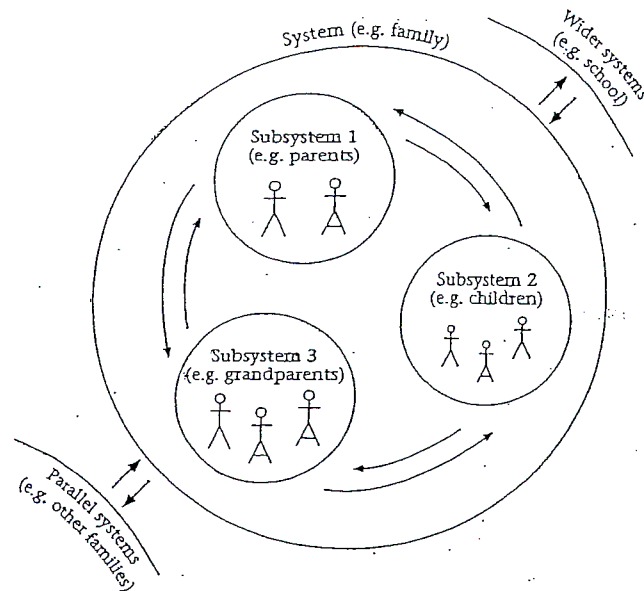 System (e.g. family)
Wider systems
(e.g. school)
Subsystem 1
(e.g. parents)
Subsystem 2
(e.g. children)
Subsystem 3
(e.g. grandparents)
Parallel systems
(e.g. other
families)